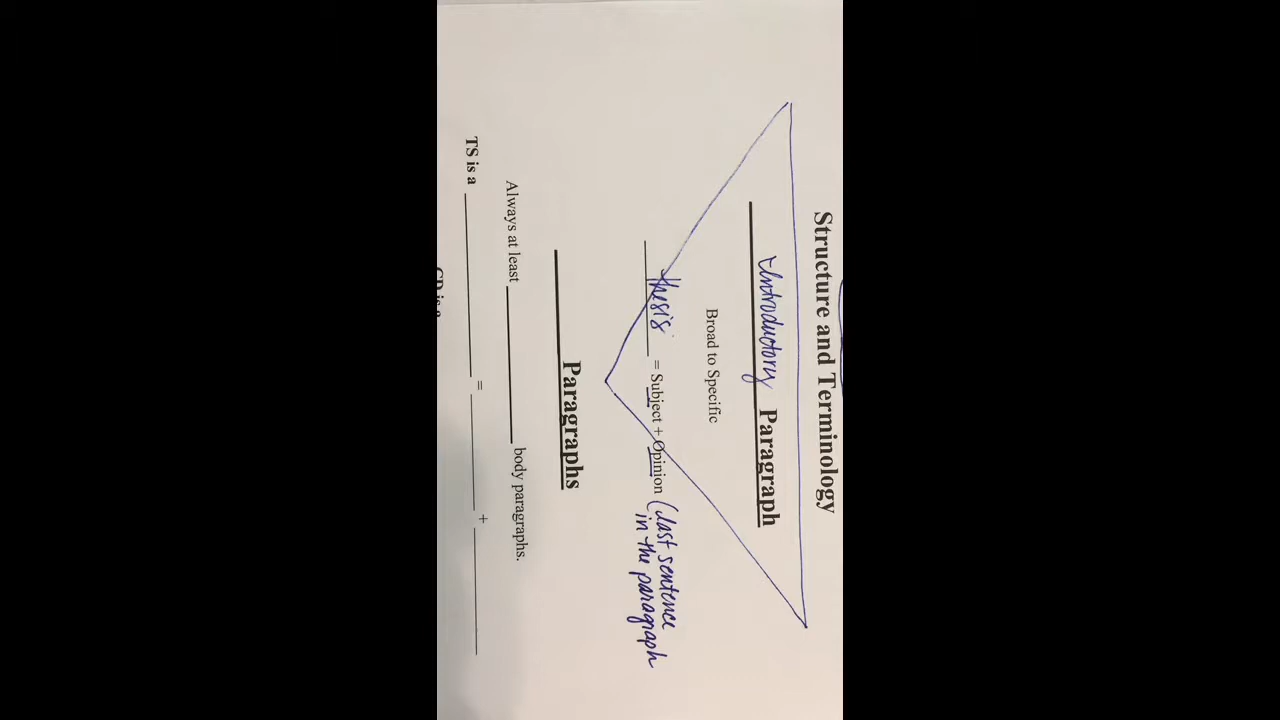 Structure and Terminology
Introductory Paragraph
Broad to Specific
thesis = Subject + Opinion (last sentence
in the paragraph
Paragraphs
Always at least body paragraphs.
TS is a = +